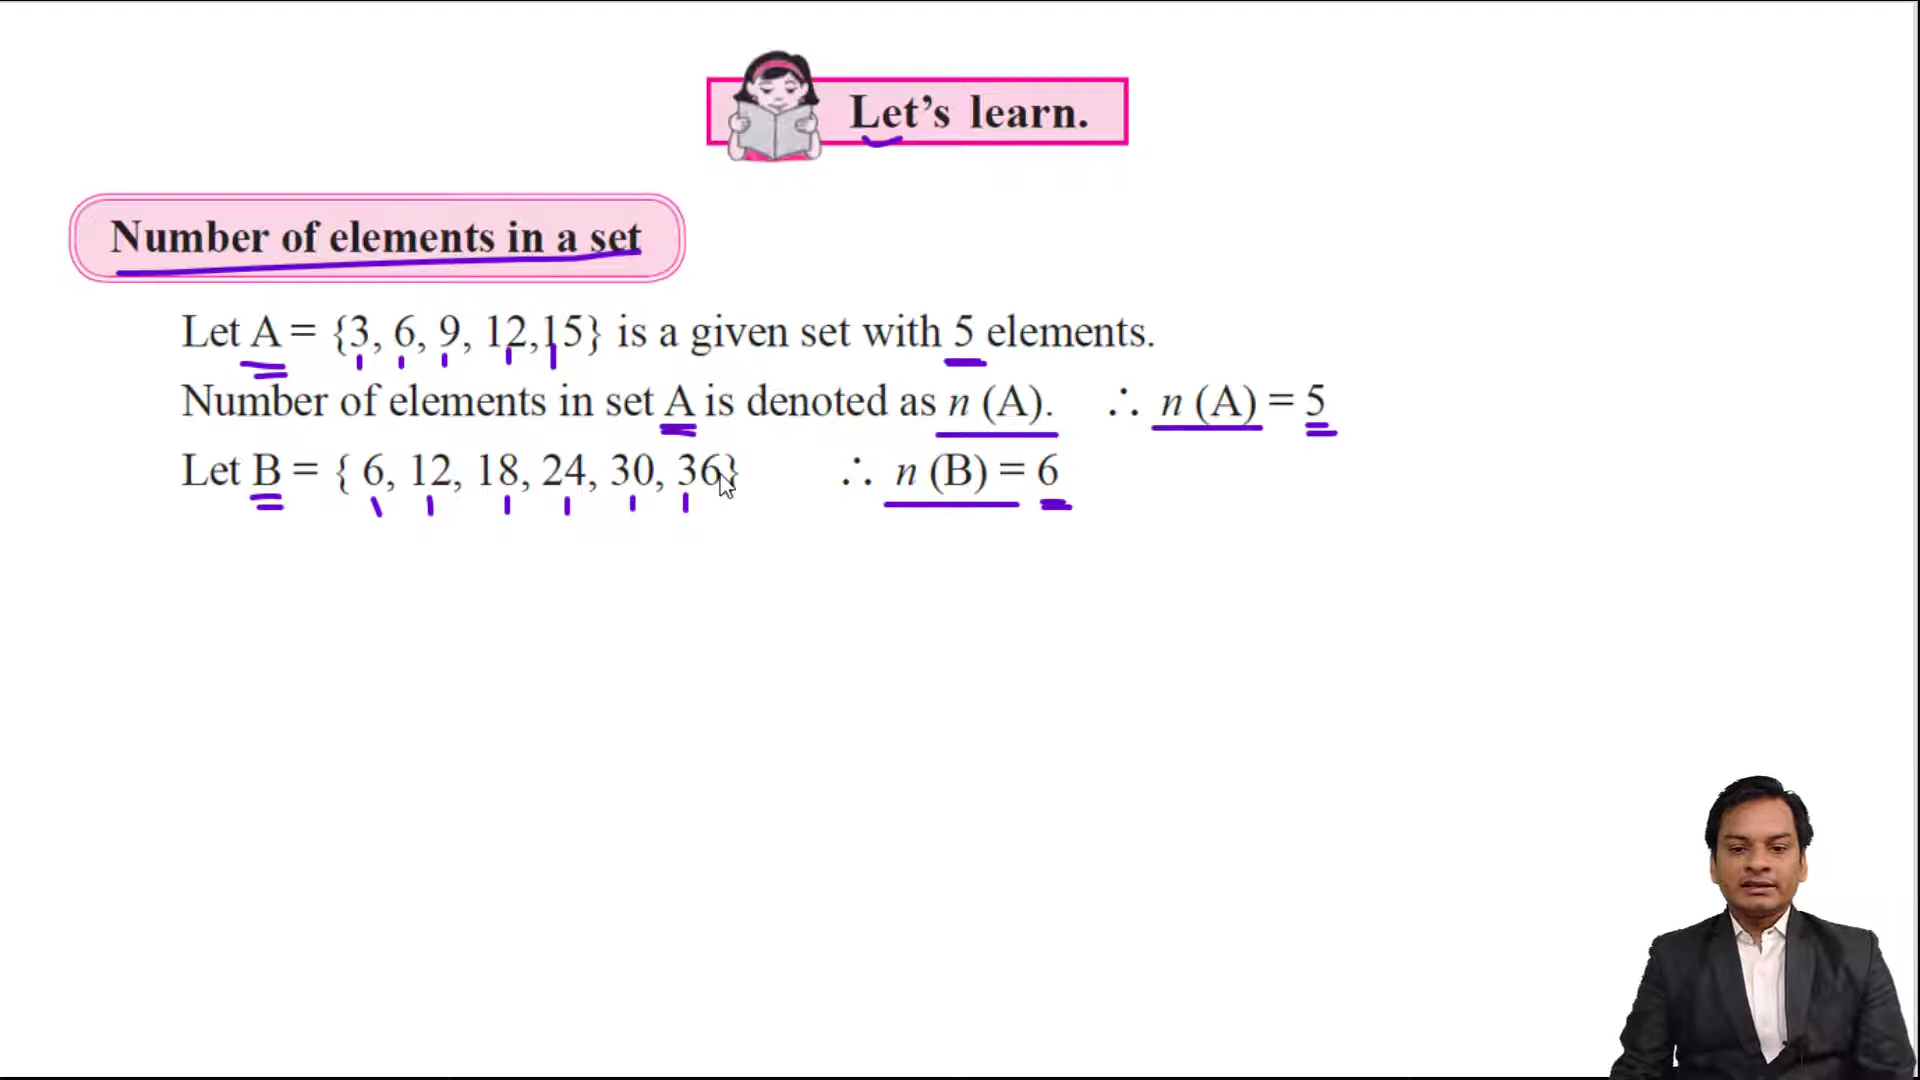 Let's learn.
Number of elements in a set
Let A = {3, 6, 9, 12,15} is a given set with 5 elements.
Number of elements in set A is denoted as n (A). ∴ n (A) = 5
Let B = { 6, 12, 18, 24, 30, 36} ∴ n (B) = 6